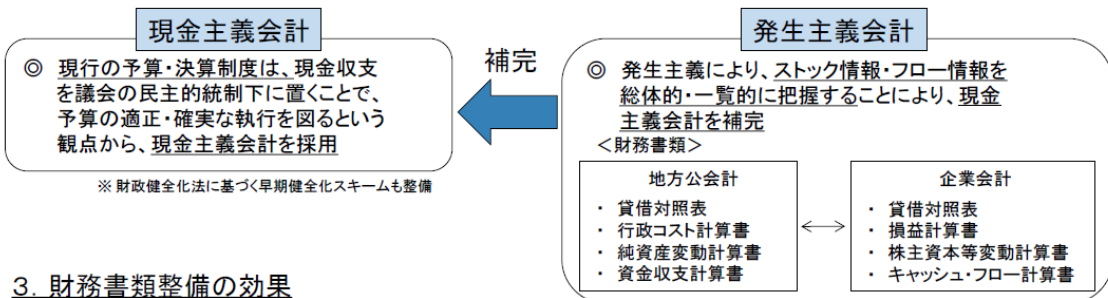 現金主義会計
◎ 現行の予算・決算制度は、現金収支
を議会の民主的統制下に置くことで、
予算の適正・確実な執行を図るという
観点から、現金主義会計を採用
※ 財政健全化法に基づく早期健全化スキームも整備
補完
発生主義会計
◎ 発生主義により、ストック情報・フロー情報を
総体的・一覧的に把握することにより、現金
主義会計を補完
＜財務書類＞
地方公会計
・ 貸借対照表
・ 行政コスト計算書
・ 純資産変動計算書
・ 資金収支計算書
企業会計
・ 貸借対照表
・ 損益計算書
・ 株主資本等変動計算書
・ キャッシュ・フロー計算書
３．財務書類整備の効果